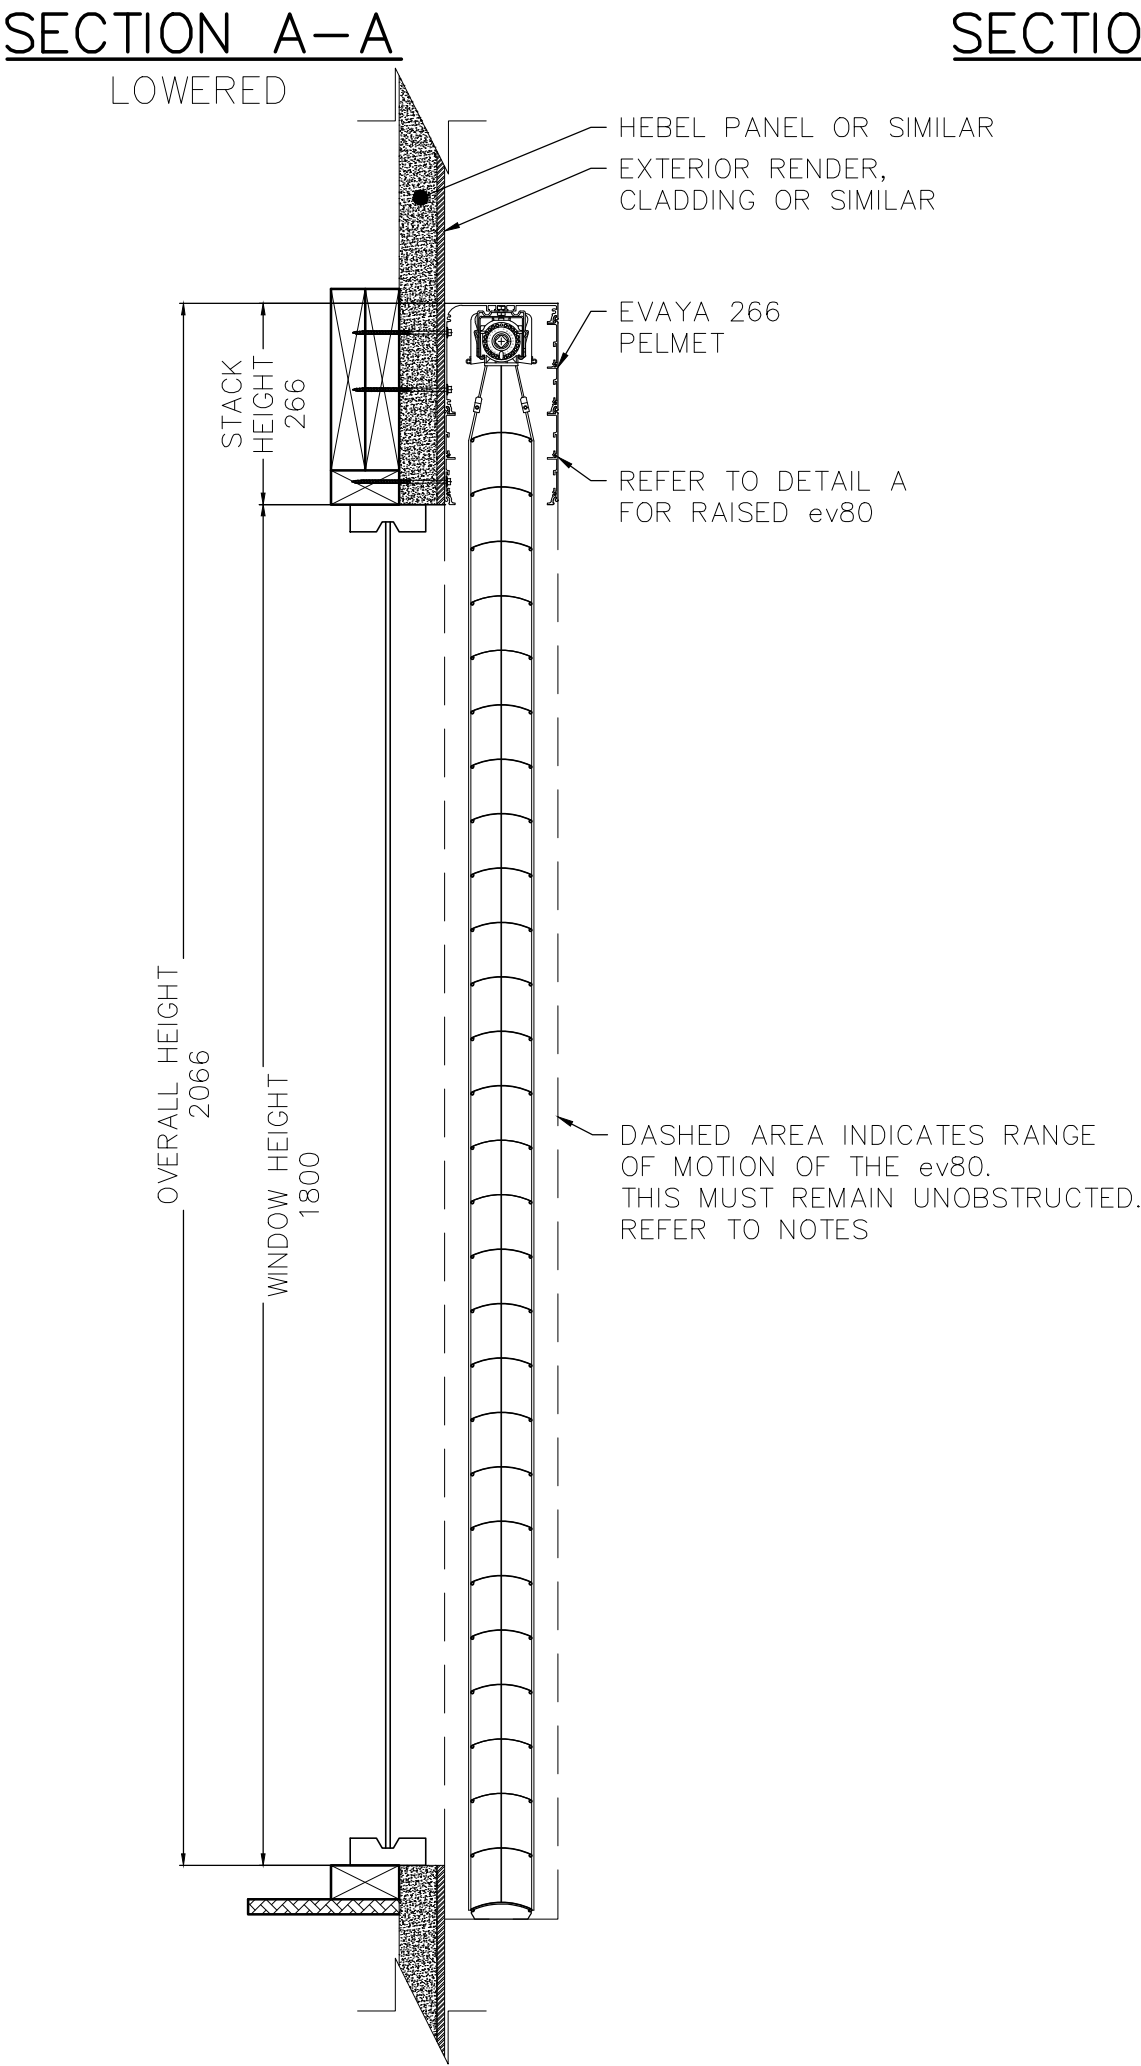 SECTION A-A
LOWERED
SECTIO
HEBEL PANEL OR SIMILAR
EXTERIOR RENDER,
CLADDING OR SIMILAR
EVAYA 266
PELMET
STACK
HEIGHT
266
REFER TO DETAIL A
FOR RAISED ev80
OVERALL HEIGHT
2066
WINDOW HEIGHT
1800
DASHED AREA INDICATES RANGE
OF MOTION OF THE ev80.
THIS MUST REMAIN UNOBSTRUCTED.
REFER TO NOTES